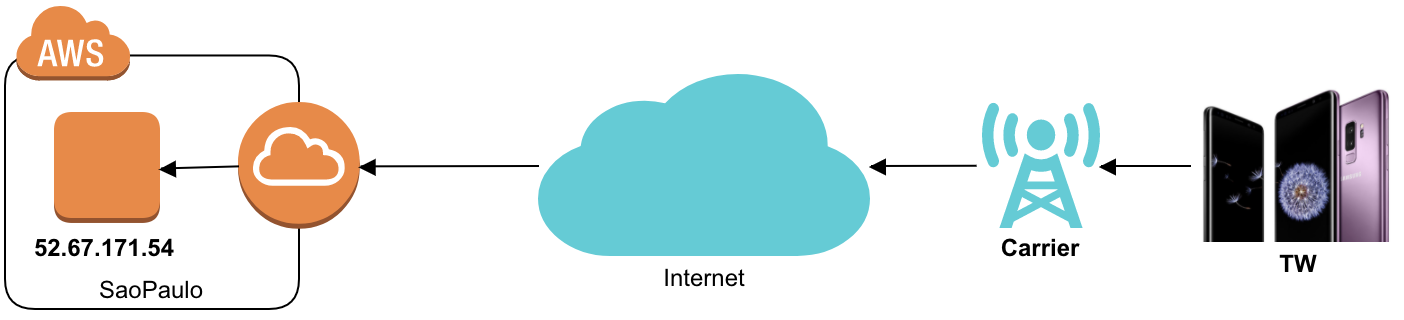 AWS
52.67.171.54
SaoPaulo
Internet
Carrier
TW